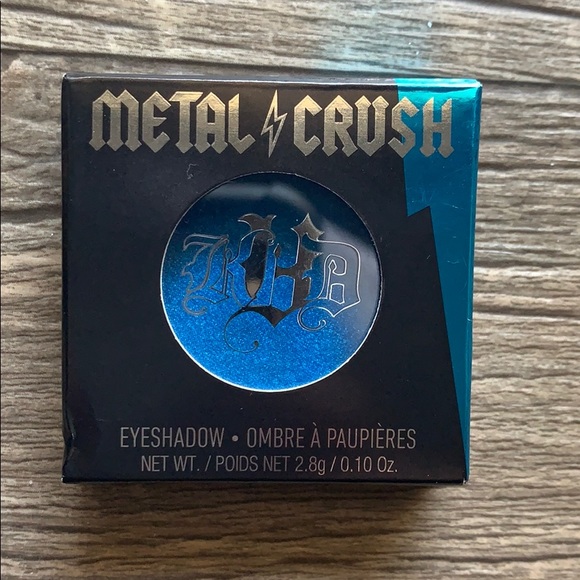 METAL CRUSH
KVD
EYESHADOW • OMBRE À PAUPIÈRES
NET WT. / POIDS NET 2.8g / 0.10 Oz.